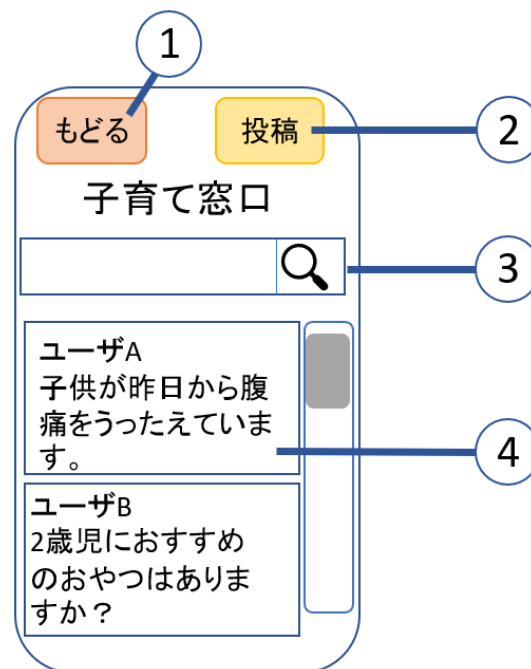 1
もどる
投稿
2
子育て窓口
3
ユーザA
子供が昨日から腹
痛をうったえていま
す。
4
ユーザB
2歳児におすすめ
のおやつはありま
すか？